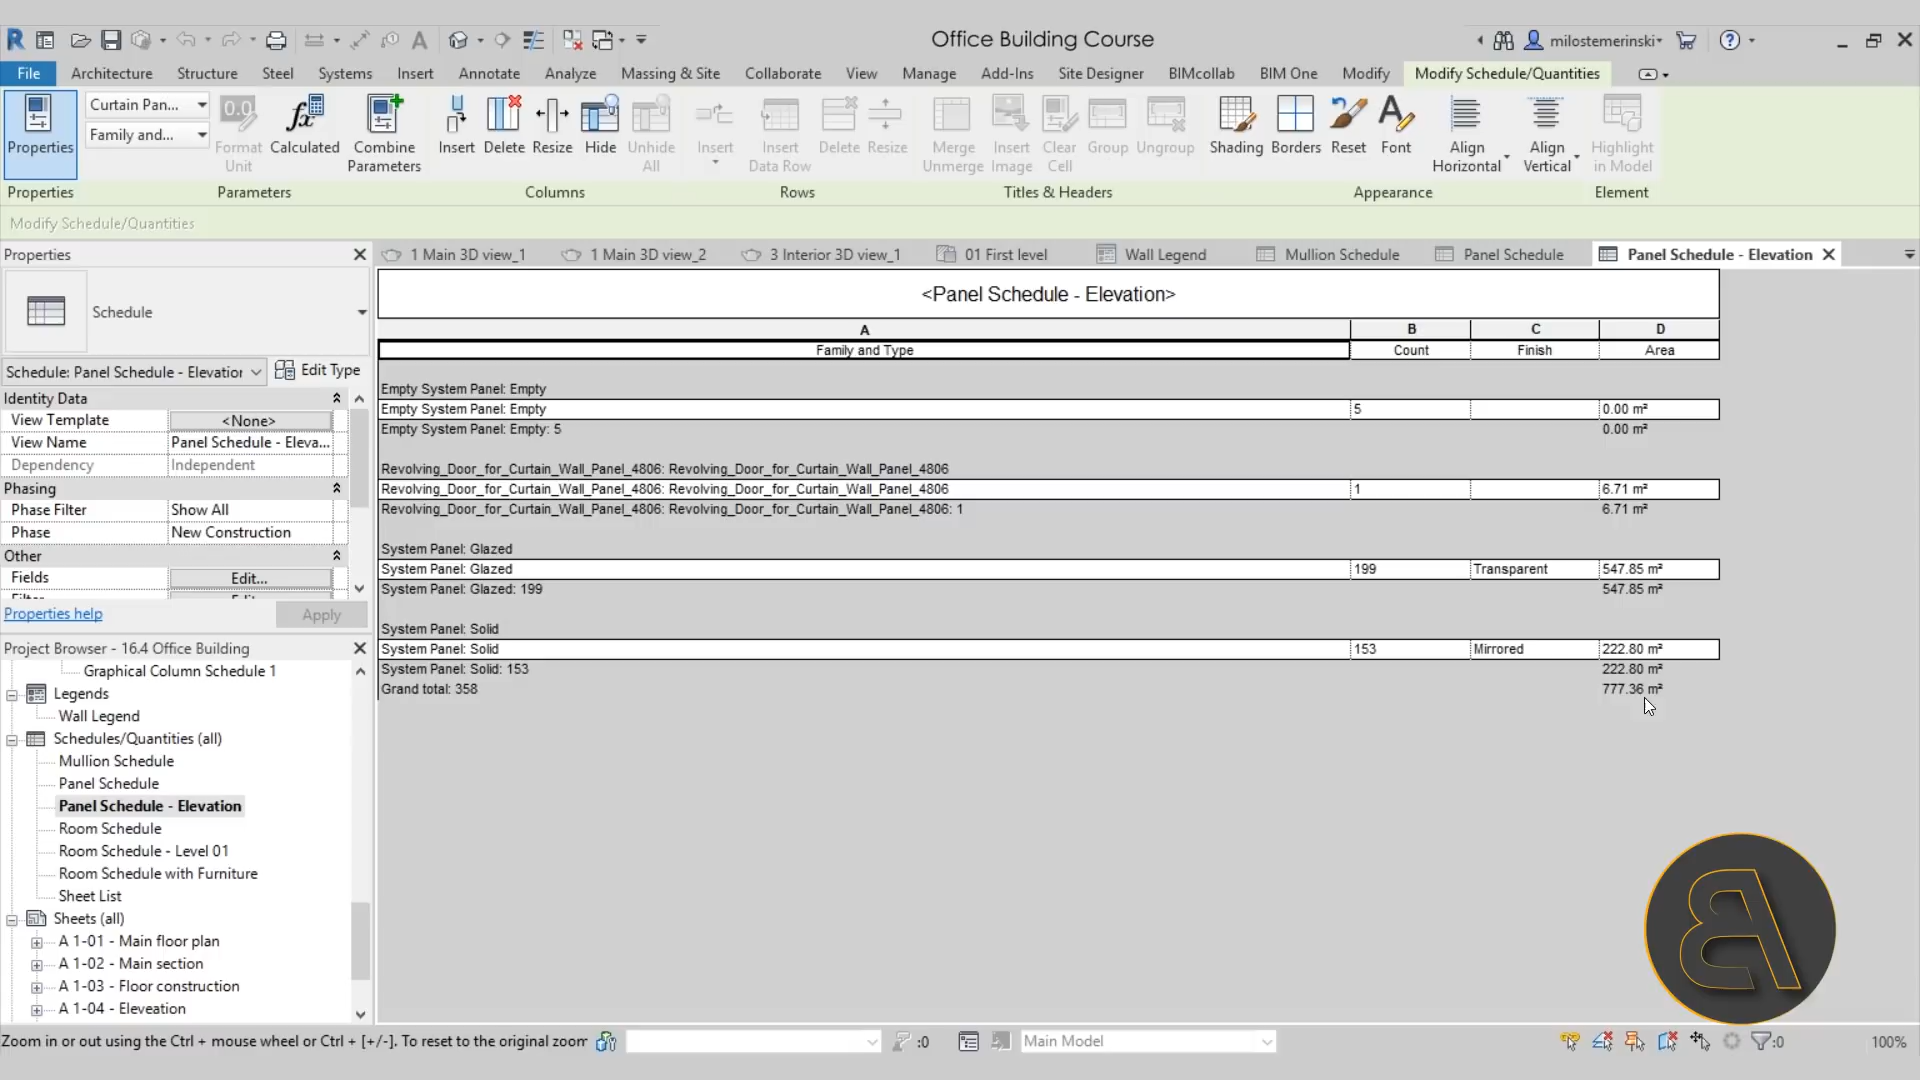 Office Building Course
milostemerinski
File Architecture Structure Steel Systems Insert Annotate Analyze Massing & Site Collaborate View Manage Add-Ins Site Designer BIMcollab BIM One Modify Modify Schedule/Quantities
Curtain Pan...
Family and...
Properties
Format
Unit
Calculated
Combine
Parameters
Insert Delete Resize Hide Unhide
All
Insert
Insert
Data Row
Delete Resize
Merge
Unmerge
Insert
Image
Clear
Cell
Group Ungroup
Shading Borders Reset Font
Align
Horizontal
Align
Vertical
Highlight
in Model
Properties Parameters Columns Rows Titles & Headers Appearance Element
Modify Schedule/Quantities
Properties
1 Main 3D view_1 1 Main 3D view_2 3 Interior 3D view_1 01 First level Wall Legend Mullion Schedule Panel Schedule Panel Schedule - Elevation
Schedule
Schedule: Panel Schedule - Elevatior Edit Type
Identity Data
View Template <None>
View Name Panel Schedule - Eleva...
Dependency Independent
Phasing
Phase Filter Show All
Phase New Construction
Other
Fields Edit...
Properties help Apply
Project Browser - 16.4 Office Building
Graphical Column Schedule 1
Legends
Wall Legend
Schedules/Quantities (all)
Mullion Schedule
Panel Schedule
Panel Schedule - Elevation
Room Schedule
Room Schedule - Level 01
Room Schedule with Furniture
Sheet List
Sheets (all)
A 1-01 - Main floor plan
A 1-02 - Main section
A 1-03 - Floor construction
A 1-04 - Eleveation
<Panel Schedule - Elevation>
A B C D
Family and Type Count Finish Area
Empty System Panel: Empty
Empty System Panel: Empty 5 0.00 m²
Empty System Panel: Empty: 5 0.00 m²
Revolving_Door_for_Curtain_Wall_Panel_4806: Revolving_Door_for_Curtain_Wall_Panel_4806
Revolving_Door_for_Curtain_Wall_Panel_4806: Revolving_Door_for_Curtain_Wall_Panel_4806 1 6.71 m²
Revolving_Door_for_Curtain_Wall_Panel_4806: Revolving_Door_for_Curtain_Wall_Panel_4806: 1 6.71 m²
System Panel: Glazed
System Panel: Glazed 199 Transparent 547.85 m²
System Panel: Glazed: 199 547.85 m²
System Panel: Solid
System Panel: Solid 153 Mirrored 222.80 m²
System Panel: Solid: 153 222.80 m²
Grand total: 358 777.36 m²
Zoom in or out using the Ctrl + mouse wheel or Ctrl + [+/-]. To reset to the original zoom :0 Main Model :0 100%